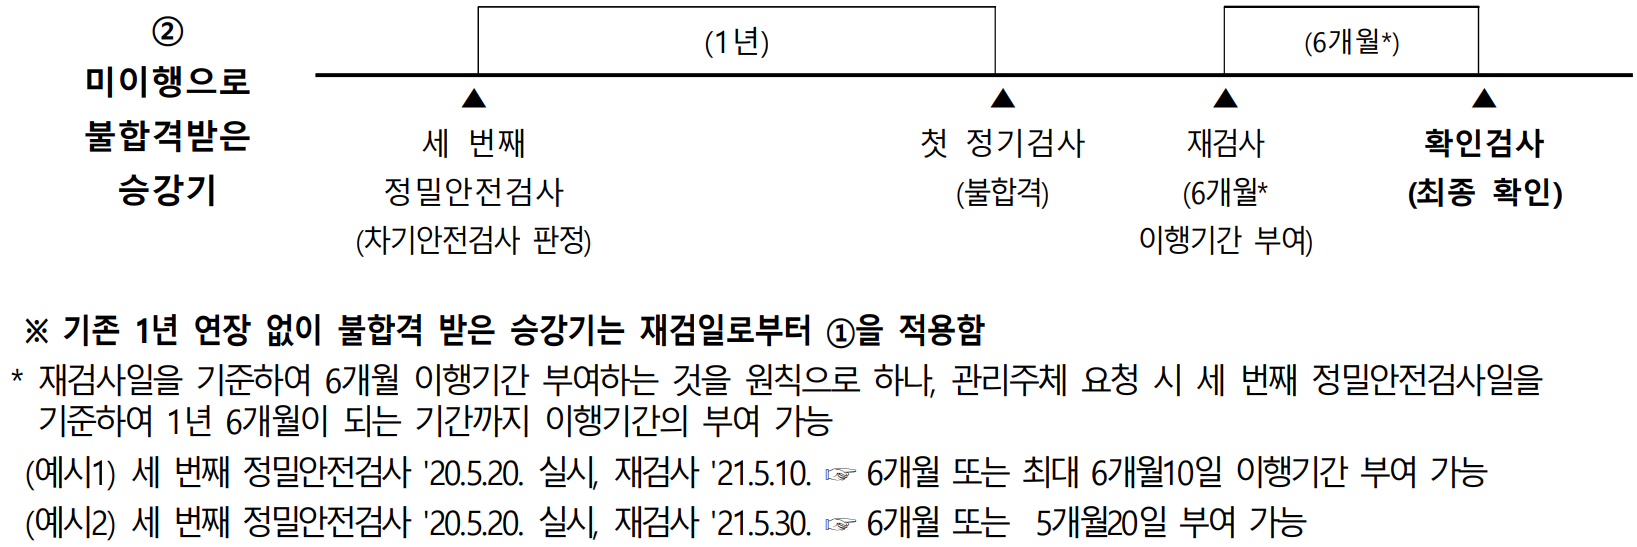 ②
미이행으로
불합격받은
승강기
(1년)
(6개월*)
▲ ▲ ▲ ▲
세 번째
정밀안전검사
(차기안전검사 판정)
첫 정기검사
(불합격)
재검사
(6개월*
이행기간 부여)
확인검사
(최종 확인)
※ 기존 1년 연장 없이 불합격 받은 승강기는 재검일로부터 ①을 적용함
* 재검사일을 기준하여 6개월 이행기간 부여하는 것을 원칙으로 하나, 관리주체 요청 시 세 번째 정밀안전검사일을
기준하여 1년 6개월이 되는 기간까지 이행기간의 부여 가능
(예시1) 세 번째 정밀안전검사 '20.5.20. 실시, 재검사 '21.5.10. ☞ 6개월 또는 최대 6개월10일 이행기간 부여 가능
(예시2) 세 번째 정밀안전검사 '20.5.20. 실시, 재검사 '21.5.30. ☞ 6개월 또는 5개월20일 부여 가능